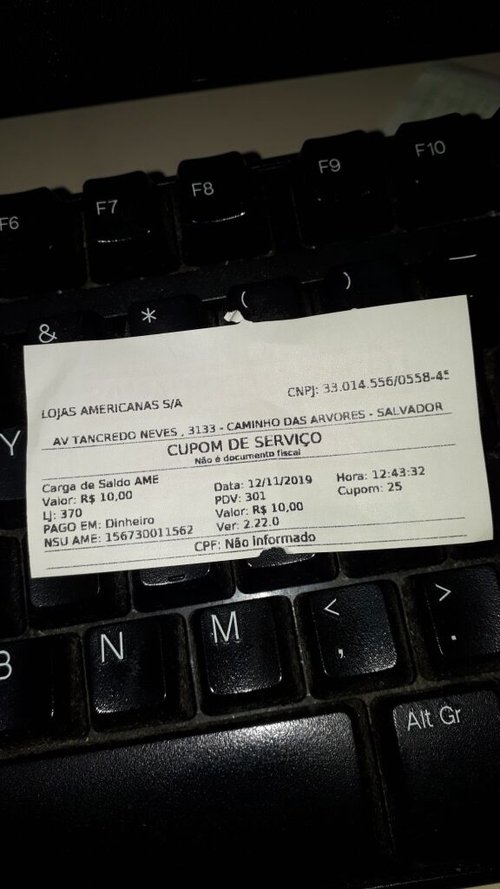 F6 F7 F8 F9 F10
& * ( ) _
LOJAS AMERICANAS S/A CNPJ: 33.014.556/0558-45
AV TANCREDO NEVES , 3133 - CAMINHO DAS ARVORES - SALVADOR
CUPOM DE SERVIÇO
Não é documento fiscal
Carga de Saldo AME Data: 12/11/2019 Hora: 12:43:32
Valor: R$ 10,00 PDV: 301 Cupom: 25
Lj: 370 Valor: R$ 10,00
PAGO EM: Dinheiro Ver: 2.22.0
NSU AME: 156730011562
CPF: Não Informado
Y
B N M < , > .
Alt Gr